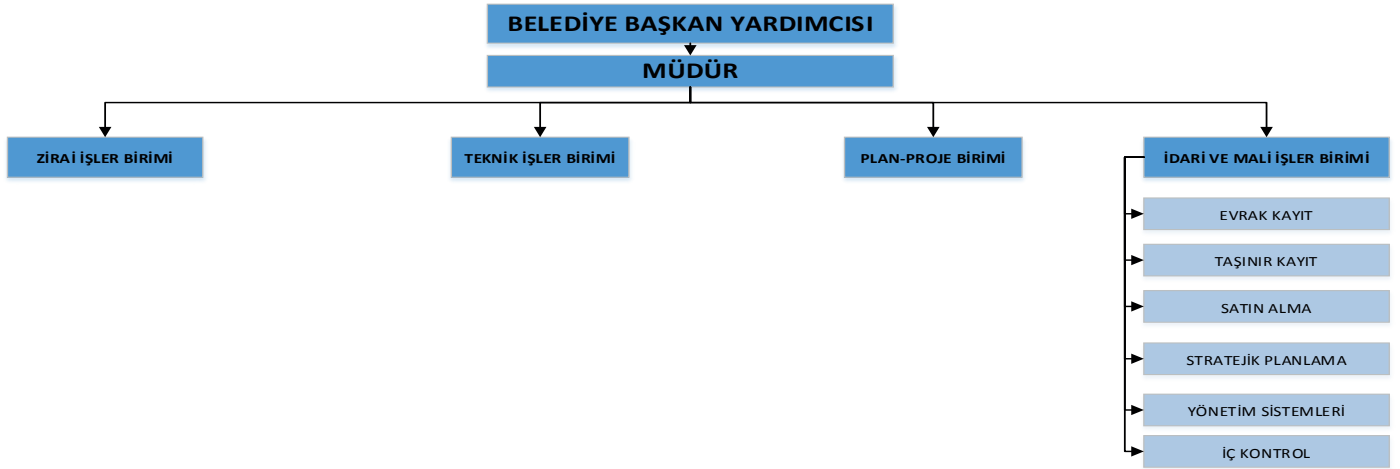 BELEDİYE BAŞKAN YARDIMCISI
MÜDÜR
ZİRAİ İŞLER BİRİMİ
TEKNİK İŞLER BİRİMİ
PLAN-PROJE BİRİMİ
İDARİ VE MALİ İŞLER BİRİMİ
EVRAK KAYIT
TAŞINIR KAYIT
SATIN ALMA
STRATEJİK PLANLAMA
YÖNETİM SİSTEMLERİ
İÇ KONTROL